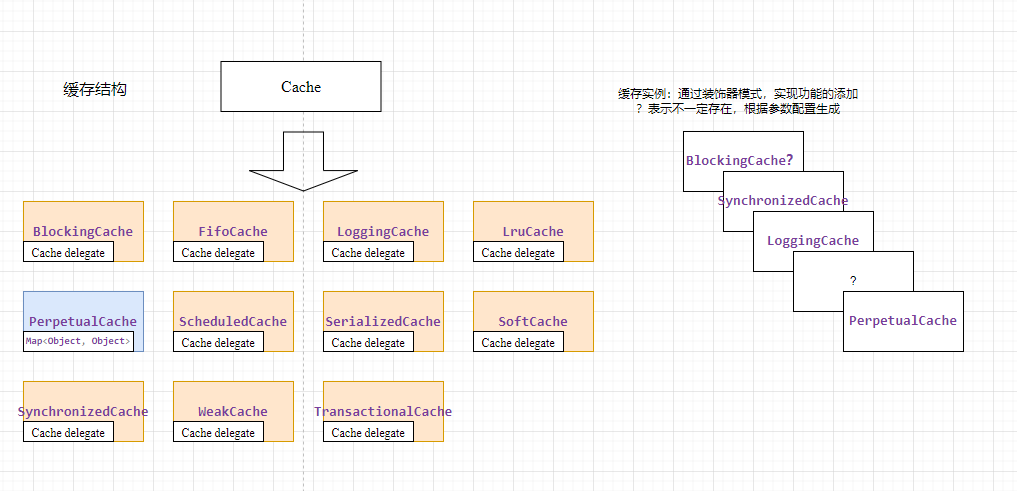 缓存结构
Cache
BlockingCache
Cache delegate
FifoCache
Cache delegate
LoggingCache
Cache delegate
LruCache
Cache delegate
PerpetualCache
Map<Object, Object>
ScheduledCache
Cache delegate
SerializedCache
Cache delegate
SoftCache
Cache delegate
SynchronizedCache
Cache delegate
WeakCache
Cache delegate
TransactionalCache
Cache delegate
缓存实例：通过装饰器模式，实现功能的添加
？表示不一定存在，根据参数配置生成
BlockingCache?
SynchronizedCache
LoggingCache
?
PerpetualCache